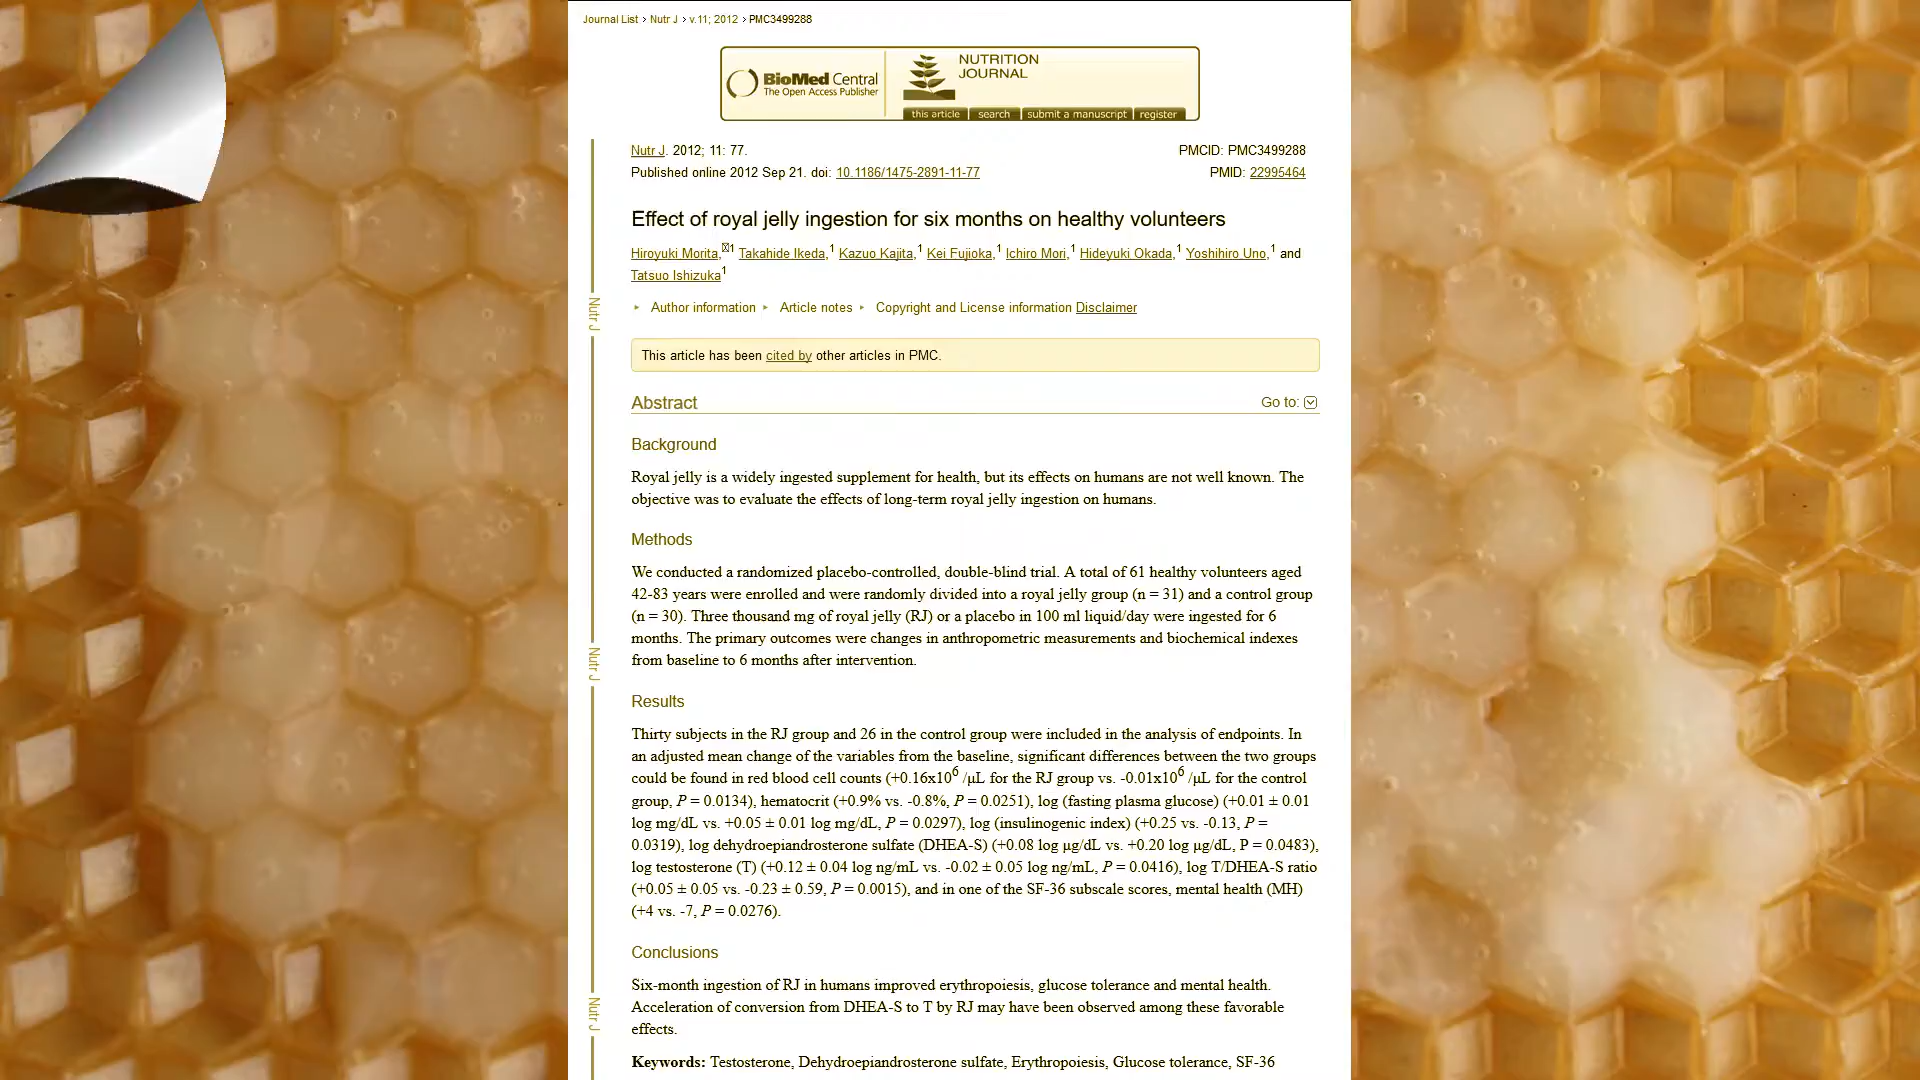 Journal List > Nutr J > v.11; 2012 > PMC3499288
BioMed Central
The Open Access Publisher
NUTRITION
JOURNAL
this article search submit a manuscript register
Nutr J. 2012; 11: 77.
PMCID: PMC3499288
Published online 2012 Sep 21. doi: 10.1186/1475-2891-11-77
PMID: 22995464
Effect of royal jelly ingestion for six months on healthy volunteers
Hiroyuki Morita,1 Takahide Ikeda,1 Kazuo Kajita,1 Kei Fujioka,1 Ichiro Mori,1 Hideyuki Okada,1 Yoshihiro Uno,1 and
Tatsuo Ishizuka1
Author information Article notes Copyright and License information Disclaimer
This article has been cited by other articles in PMC.
Abstract
Go to:
Background
Royal jelly is a widely ingested supplement for health, but its effects on humans are not well known. The
objective was to evaluate the effects of long-term royal jelly ingestion on humans.
Methods
We conducted a randomized placebo-controlled, double-blind trial. A total of 61 healthy volunteers aged
42-83 years were enrolled and were randomly divided into a royal jelly group (n = 31) and a control group
(n = 30). Three thousand mg of royal jelly (RJ) or a placebo in 100 ml liquid/day were ingested for 6
months. The primary outcomes were changes in anthropometric measurements and biochemical indexes
from baseline to 6 months after intervention.
Results
Thirty subjects in the RJ group and 26 in the control group were included in the analysis of endpoints. In
an adjusted mean change of the variables from the baseline, significant differences between the two groups
could be found in red blood cell counts (+0.16x10^6 /μL for the RJ group vs. -0.01x10^6 /μL for the control
group, P = 0.0134), hematocrit (+0.9% vs. -0.8%, P = 0.0251), log (fasting plasma glucose) (+0.01 ± 0.01
log mg/dL vs. +0.05 ± 0.01 log mg/dL, P = 0.0297), log (insulinogenic index) (+0.25 vs. -0.13, P =
0.0319), log dehydroepiandrosterone sulfate (DHEA-S) (+0.08 log μg/dL vs. +0.20 log μg/dL, P = 0.0483),
log testosterone (T) (+0.12 ± 0.04 log ng/mL vs. -0.02 ± 0.05 log ng/mL, P = 0.0416), log T/DHEA-S ratio
(+0.05 ± 0.05 vs. -0.23 ± 0.59, P = 0.0015), and in one of the SF-36 subscale scores, mental health (MH)
(+4 vs. -7, P = 0.0276).
Conclusions
Six-month ingestion of RJ in humans improved erythropoiesis, glucose tolerance and mental health.
Acceleration of conversion from DHEA-S to T by RJ may have been observed among these favorable
effects.
Keywords: Testosterone, Dehydroepiandrosterone sulfate, Erythropoiesis, Glucose tolerance, SF-36
Nutr J
Nutr J
Nutr J